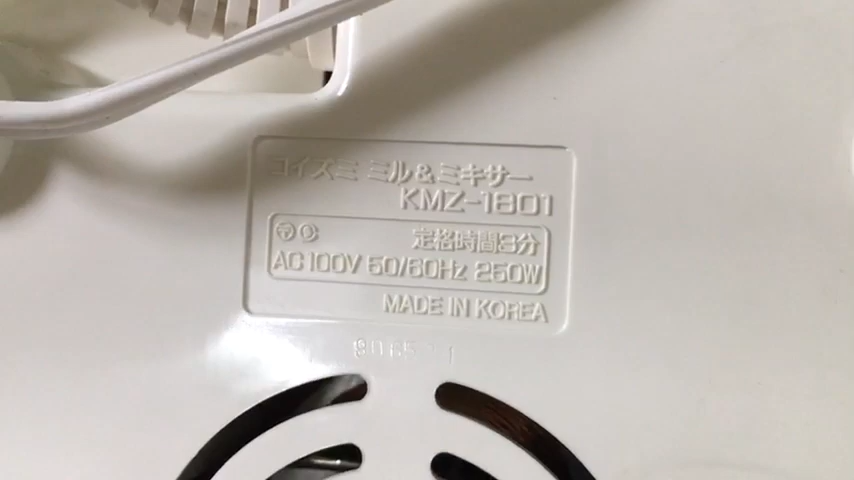 コイズミ ミル&ミキサー
KMZ-1801
定格時間3分
AC100V 50/60Hz 250W
MADE IN KOREA